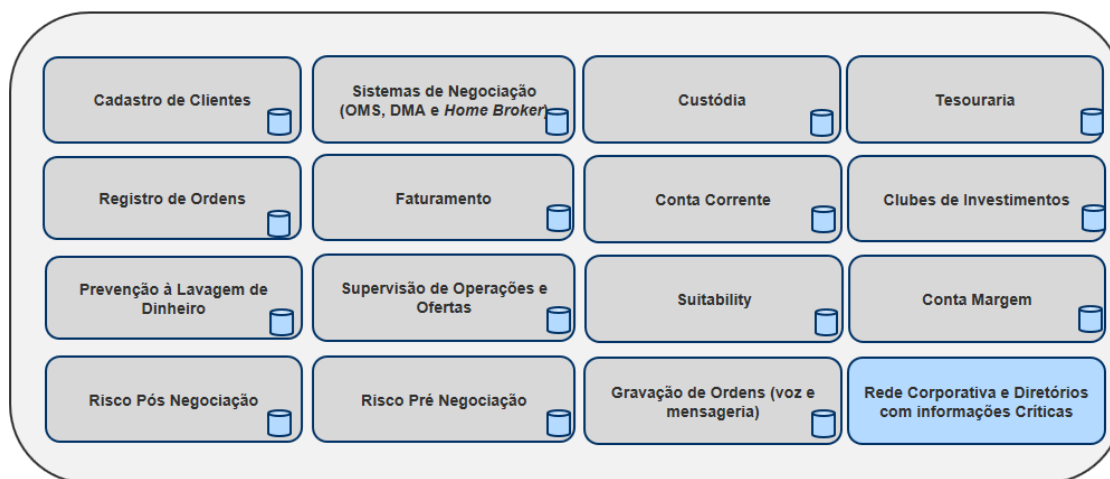 Cadastro de Clientes
Sistemas de Negociação
(OMS, DMA e Home Broker)
Custódia
Tesouraria
Registro de Ordens
Faturamento
Conta Corrente
Clubes de Investimentos
Prevenção à Lavagem de
Dinheiro
Supervisão de Operações e
Ofertas
Suitability
Conta Margem
Risco Pós Negociação
Risco Pré Negociação
Gravação de Ordens (voz e
mensageria)
Rede Corporativa e Diretórios
com informações Críticas